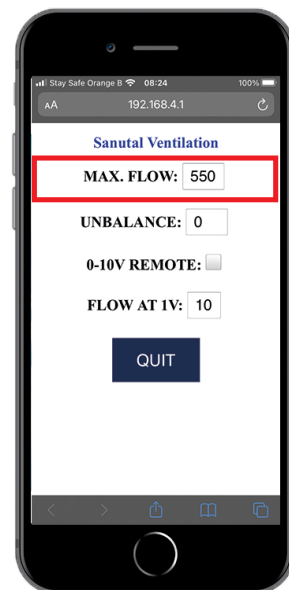 Stay Safe Orange B 08:24 100%
AA 192.168.4.1
Sanutal Ventilation
MAX. FLOW: 550
UNBALANCE: 0
0-10V REMOTE:
FLOW AT 1V: 10
QUIT